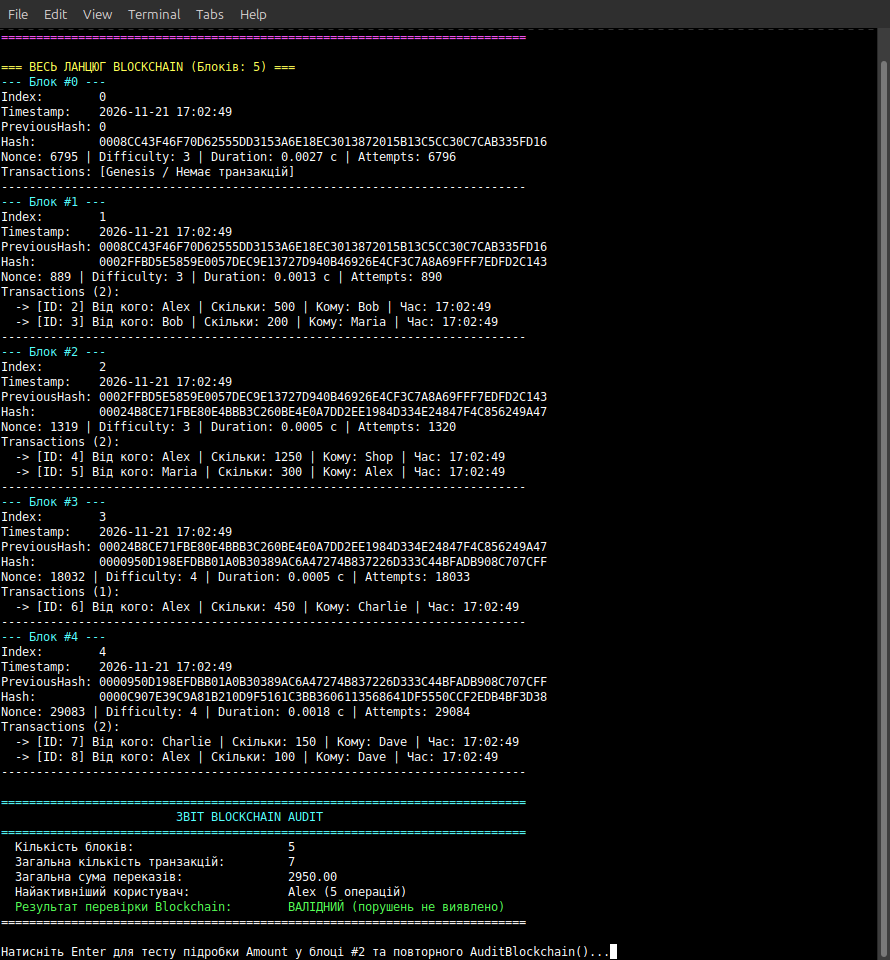 File Edit View Terminal Tabs Help
===========================================================================
=== ВЕСЬ ЛАНЦЮГ BLOCKCHAIN (Блоків: 5) ===
--- Блок #0 ---
Index: 0
Timestamp: 2026-11-21 17:02:49
PreviousHash: 0
Hash: 0008CC43F46F70D62555DD3153A6E18EC3013872015B13C5CC30C7CAB335FD16
Nonce: 6795 | Difficulty: 3 | Duration: 0.0027 с | Attempts: 6796
Transactions: [Genesis / Немає транзакцій]
---------------------------------------------------------------------------
--- Блок #1 ---
Index: 1
Timestamp: 2026-11-21 17:02:49
PreviousHash: 0008CC43F46F70D62555DD3153A6E18EC3013872015B13C5CC30C7CAB335FD16
Hash: 0002FFBD5E5859E0057DEC9E13727D940B46926E4CF3C7A8A69FFF7EDFD2C143
Nonce: 889 | Difficulty: 3 | Duration: 0.0013 с | Attempts: 890
Transactions (2):
-> [ID: 2] Від кого: Alex | Скільки: 500 | Кому: Bob | Час: 17:02:49
-> [ID: 3] Від кого: Bob | Скільки: 200 | Кому: Maria | Час: 17:02:49
---------------------------------------------------------------------------
--- Блок #2 ---
Index: 2
Timestamp: 2026-11-21 17:02:49
PreviousHash: 0002FFBD5E5859E0057DEC9E13727D940B46926E4CF3C7A8A69FFF7EDFD2C143
Hash: 00024B8CE71FBE80E4BBB3C260BE4E0A7DD2EE1984D334E24847F4C856249A47
Nonce: 1319 | Difficulty: 3 | Duration: 0.0005 с | Attempts: 1320
Transactions (2):
-> [ID: 4] Від кого: Alex | Скільки: 1250 | Кому: Shop | Час: 17:02:49
-> [ID: 5] Від кого: Maria | Скільки: 300 | Кому: Alex | Час: 17:02:49
---------------------------------------------------------------------------
--- Блок #3 ---
Index: 3
Timestamp: 2026-11-21 17:02:49
PreviousHash: 00024B8CE71FBE80E4BBB3C260BE4E0A7DD2EE1984D334E24847F4C856249A47
Hash: 0000950D198EFDBB01A0B30389AC6A47274B837226D333C44BFADB908C707CFF
Nonce: 18032 | Difficulty: 4 | Duration: 0.0005 с | Attempts: 18033
Transactions (1):
-> [ID: 6] Від кого: Alex | Скільки: 450 | Кому: Charlie | Час: 17:02:49
---------------------------------------------------------------------------
--- Блок #4 ---
Index: 4
Timestamp: 2026-11-21 17:02:49
PreviousHash: 0000950D198EFDBB01A0B30389AC6A47274B837226D333C44BFADB908C707CFF
Hash: 0000C907E39C9A81B210D9F5161C3BB3606113568641DF5550CCF2EDB4BF3D38
Nonce: 29083 | Difficulty: 4 | Duration: 0.0018 с | Attempts: 29084
Transactions (2):
-> [ID: 7] Від кого: Charlie | Скільки: 150 | Кому: Dave | Час: 17:02:49
-> [ID: 8] Від кого: Alex | Скільки: 100 | Кому: Dave | Час: 17:02:49
---------------------------------------------------------------------------
===========================================================================
ЗВІТ BLOCKCHAIN AUDIT
===========================================================================
Кількість блоків: 5
Загальна кількість транзакцій: 7
Загальна сума переказів: 2950.00
Найактивніший користувач: Alex (5 операцій)
Результат перевірки Blockchain: ВАЛІДНИЙ (порушень не виявлено)
===========================================================================
Натисніть Enter для тесту підробки Amount у блоці #2 та повторного AuditBlockchain()...